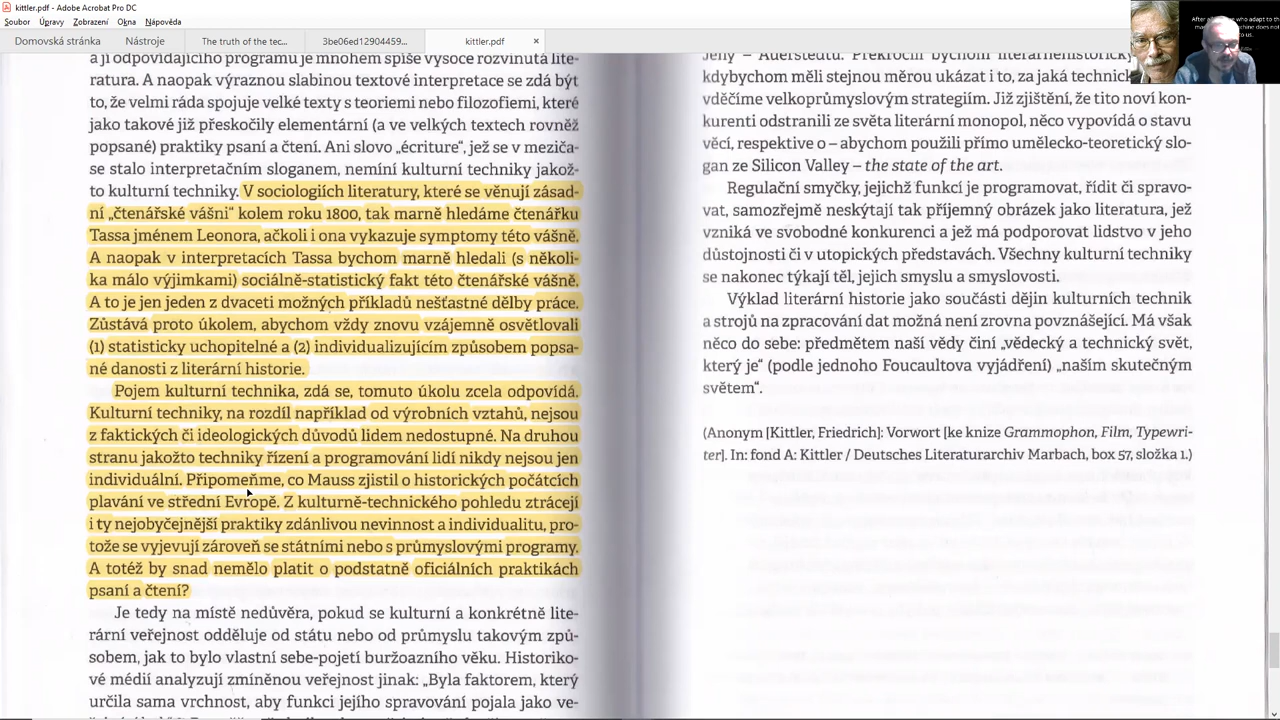 kittler.pdf - Adobe Acrobat Pro DC
Soubor Úpravy Zobrazení Okna Nápověda
Domovská stránka Nástroje The truth of the tec... 3be06ed12904459... kittler.pdf ×
a jí odpovídajícího programu je mnohem spíše vysoce rozvinutá lite-
ratura. A naopak výraznou slabinou textové interpretace se zdá být
to, že velmi ráda spojuje velké texty s teoriemi nebo filozofiemi, které
jako takové již přeskočily elementární (a ve velkých textech rovněž
popsané) praktiky psaní a čtení. Ani slovo „écriture“, jež se v meziča-
se stalo interpretačním sloganem, nemíní kulturní techniky jakož-
to kulturní techniky. V sociologiích literatury, které se věnují zásad-
ní „čtenářské vášni“ kolem roku 1800, tak marně hledáme čtenářku
Tassa jménem Leonora, ačkoli i ona vykazuje symptomy této vášně.
A naopak v interpretacích Tassa bychom marně hledali (s několi-
ka málo výjimkami) sociálně-statistický fakt této čtenářské vášně.
A to je jen jeden z dvaceti možných příkladů nešťastné dělby práce.
Zůstává proto úkolem, abychom vždy znovu vzájemně osvětlovali
(1) statisticky uchopitelné a (2) individualizujícím způsobem popsa-
né danosti z literární historie.
Pojem kulturní technika, zdá se, tomuto úkolu zcela odpovídá.
Kulturní techniky, na rozdíl například od výrobních vztahů, nejsou
z faktických či ideologických důvodů lidem nedostupné. Na druhou
stranu jakožto techniky řízení a programování lidí nikdy nejsou jen
individuální. Připomeňme, co Mauss zjistil o historických počátcích
plavání ve střední Evropě. Z kulturně-technického pohledu ztrácejí
i ty nejobyčejnější praktiky zdánlivou nevinnost a individualitu, pro-
tože se vyjevují zároveň se státními nebo s průmyslovými programy.
A totéž by snad nemělo platit o podstatně oficiálních praktikách
psaní a čtení?
Je tedy na místě nedůvěra, pokud se kulturní a konkrétně lite-
rární veřejnost odděluje od státu nebo od průmyslu takovým způ-
sobem, jak to bylo vlastní sebe-pojetí buržoazního věku. Historiko-
vé médií analyzují zmíněnou veřejnost jinak: „Byla faktorem, který
určila sama vrchnost, aby funkci jejího spravování pojala jako ve-
Jeny – Auerstedtu. Překročili bychom
kdybychom měli stejnou měrou ukázat i to, za jaká
vděčíme velkoprůmyslovým strategiím. Již zjištění, že tito noví kon-
kurenti odstranili ze světa literární monopol, něco vypovídá o stavu
věcí, respektive o – abychom použili přímo umělecko-teoretický slo-
gan ze Silicon Valley – the state of the art.
Regulační smyčky, jejichž funkcí je programovat, řídit či spravo-
vat, samozřejmě neskýtají tak příjemný obrázek jako literatura, jež
vzniká ve svobodné konkurenci a jež má podporovat lidstvo v jeho
důstojnosti či v utopických představách. Všechny kulturní techniky
se nakonec týkají těl, jejich smyslu a smyslovosti.
Výklad literární historie jako součásti dějin kulturních technik
a strojů na zpracování dat možná není zrovna povznášející. Má však
něco do sebe: předmětem naší vědy činí „vědecký a technický svět,
který je“ (podle jednoho Foucaultova vyjádření) „naším skutečným
světem“.
(Anonym [Kittler, Friedrich]: Vorwort [ke knize Grammophon, Film, Typewri-
ter]. In: fond A: Kittler / Deutsches Literaturarchiv Marbach, box 57, složka 1.)